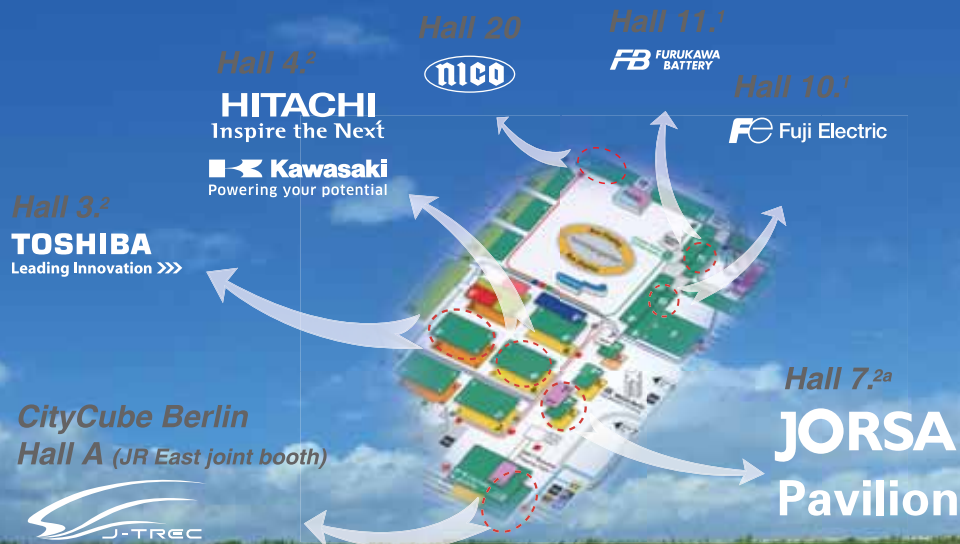 Hall 20
nico
Hall 11.¹
FB FURUKAWA
BATTERY
Hall 4.²
HITACHI
Inspire the Next
Kawasaki
Powering your potential
Hall 10.¹
Fe Fuji Electric
Hall 3.²
TOSHIBA
Leading Innovation >>>
Hall 7.²ᵃ
JORSA
Pavilion
CityCube Berlin
Hall A (JR East joint booth)
J-TREC